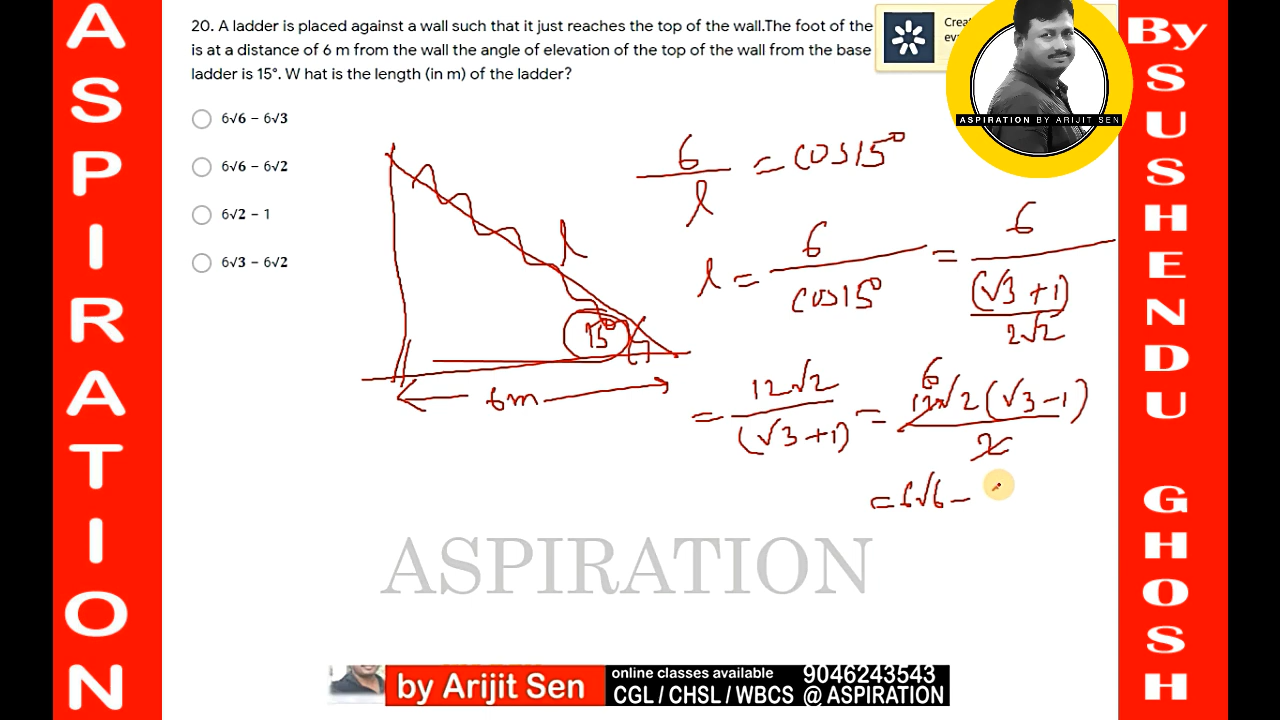 ASPIRATION
20. A ladder is placed against a wall such that it just reaches the top of the wall.The foot of the
is at a distance of 6 m from the wall the angle of elevation of the top of the wall from the base
ladder is 15°. W hat is the length (in m) of the ladder?
6√6 − 6√3
6√6 − 6√2
6√2 − 1
6√3 − 6√2
ASPIRATION BY ARIJIT SEN
6/l = cos15°
l = 6/cos15° = 6/((√3+1)/2√2)
l
15°
6m
= 12√2/(√3+1) = 6 12√2(√3−1)/2
= 6√6 −
ASPIRATION
by Arijit Sen
online classes available 9046243543
CGL / CHSL / WBCS @ ASPIRATION
By SUSHENDU GHOSH